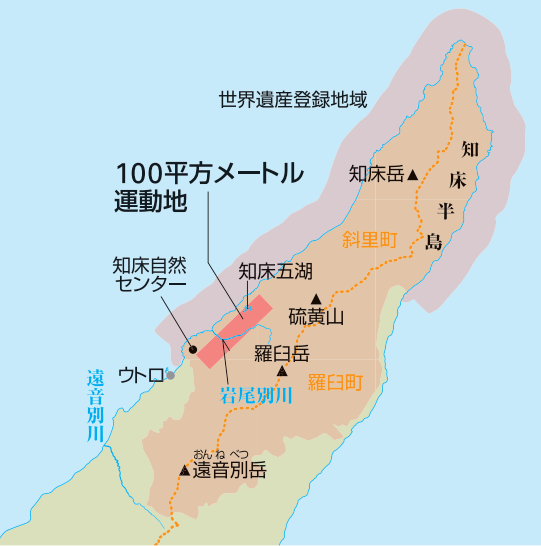 世界遺産登録地域
100平方メートル
運動地
知床岳
知床半島
斜里町
知床自然
センター
知床五湖
硫黄山
羅臼岳
ウトロ
岩尾別川
羅臼町
遠音別川
おんねべつ
遠音別岳